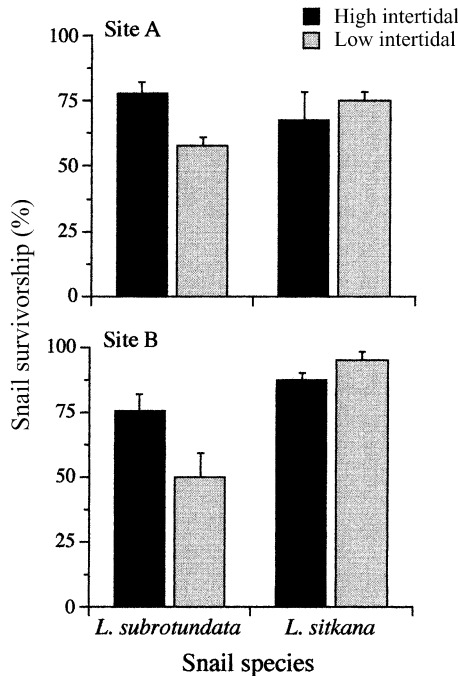 High intertidal
Low intertidal
Site A
100
75
50
25
0
Site B
100
75
50
25
0
Snail survivorship (%)
L. subrotundata
L. sitkana
Snail species